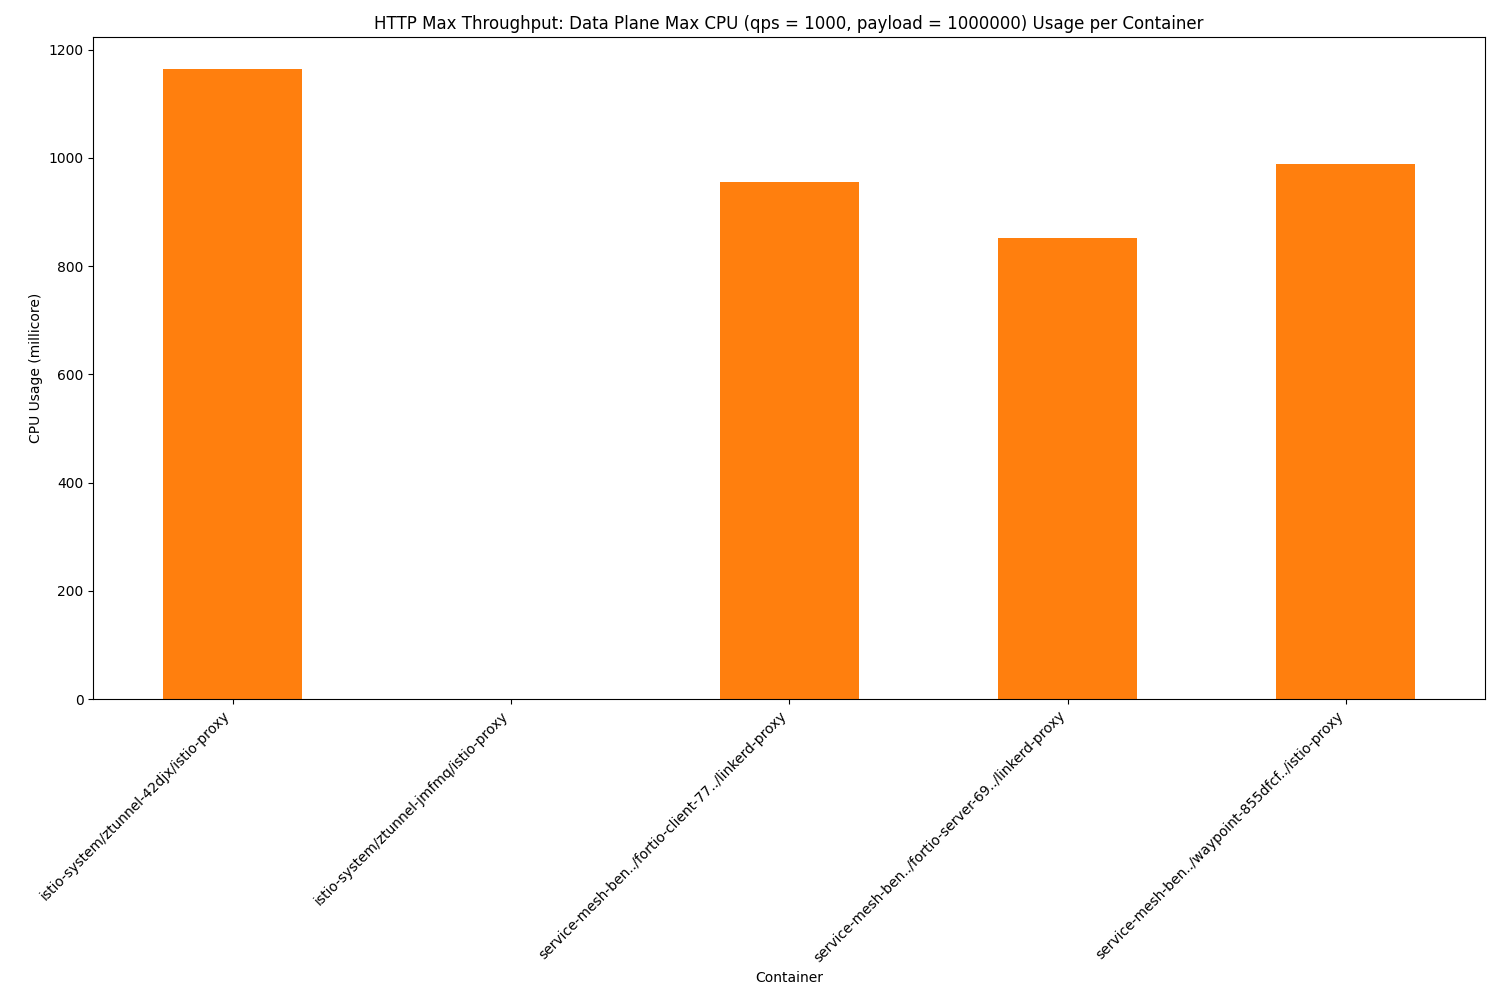 HTTP Max Throughput: Data Plane Max CPU (qps = 1000, payload = 1000000) Usage per Container
CPU Usage (millicore)
1200
1000
800
600
400
200
0
istio-system/ztunnel-42djx/istio-proxy
istio-system/ztunnel-jmfmq/istio-proxy
service-mesh-ben../fortio-client-77../linkerd-proxy
service-mesh-ben../fortio-server-69../linkerd-proxy
service-mesh-ben../waypoint-855dfcf../istio-proxy
Container